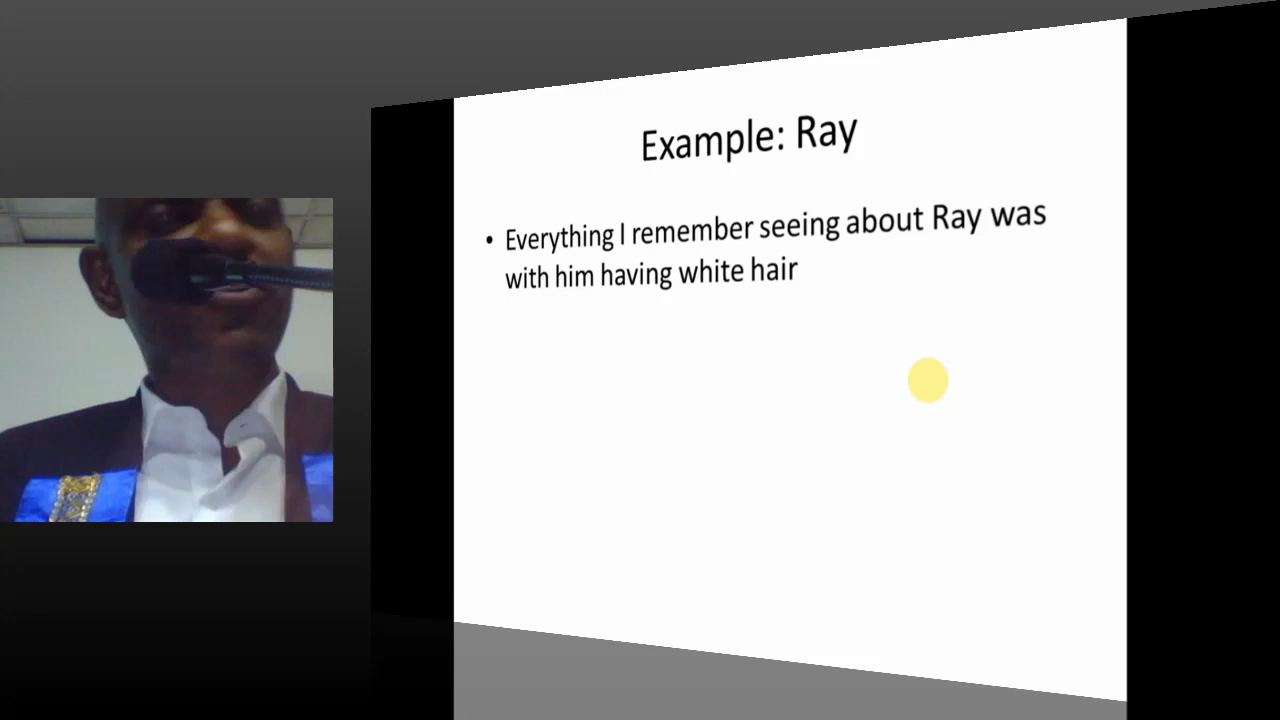 Example: Ray
• Everything I remember seeing about Ray was
with him having white hair